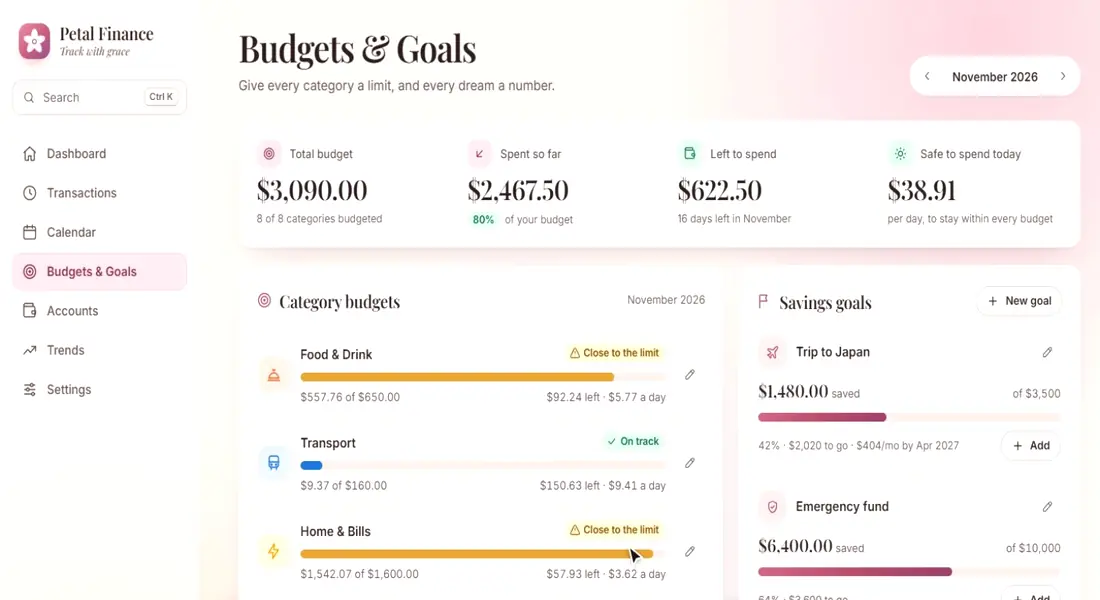 Petal Finance
Track with grace
Search
Ctrl K
Dashboard
Transactions
Calendar
Budgets & Goals
Accounts
Trends
Settings
Budgets & Goals
Give every category a limit, and every dream a number.
November 2026
Total budget
$3,090.00
8 of 8 categories budgeted
Spent so far
$2,467.50
80% of your budget
Left to spend
$622.50
16 days left in November
Safe to spend today
$38.91
per day, to stay within every budget
Category budgets
November 2026
Food & Drink
Close to the limit
$557.76 of $650.00
$92.24 left · $5.77 a day
Transport
On track
$9.37 of $160.00
$150.63 left · $9.41 a day
Home & Bills
Close to the limit
$1,542.07 of $1,600.00
$57.93 left · $3.62 a day
Savings goals
+ New goal
Trip to Japan
$1,480.00 saved
of $3,500
42% · $2,020 to go · $404/mo by Apr 2027
+ Add
Emergency fund
$6,400.00 saved
of $10,000
64% · $3,600 to go
+ Add